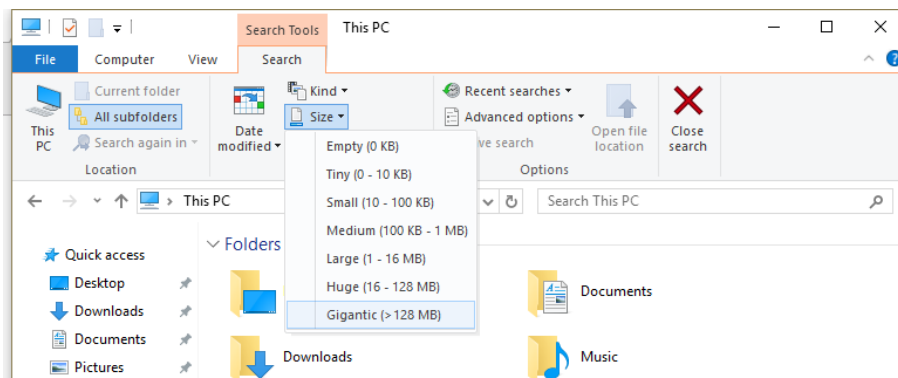 Search Tools
This PC
File
Computer
View
Search
Current folder
All subfolders
Search again in
This
PC
Location
Date
modified
Kind
Size
Recent searches
Advanced options
ve search
Open file
location
Close
search
Options
Empty (0 KB)
Tiny (0 - 10 KB)
Small (10 - 100 KB)
Medium (100 KB - 1 MB)
Large (1 - 16 MB)
Huge (16 - 128 MB)
Gigantic (>128 MB)
This PC
Search This PC
Quick access
Desktop
Downloads
Documents
Pictures
Folders
Documents
Downloads
Music